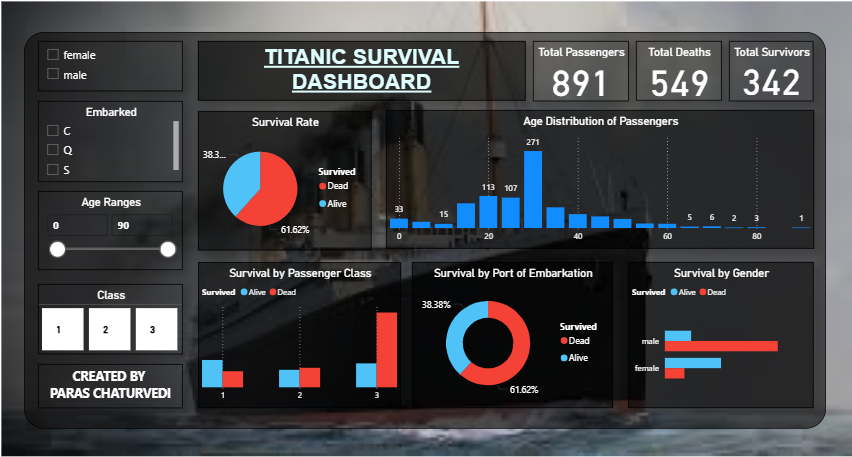 female
male
TITANIC SURVIVAL
DASHBOARD
Total Passengers
891
Total Deaths
549
Total Survivors
342
Embarked
C
Q
S
Survival Rate
38.3...
61.62%
Survived
Dead
Alive
Age Distribution of Passengers
33
15
113
107
271
5
6
2
3
1
0
20
40
60
80
Age Ranges
0
90
Class
1
2
3
CREATED BY
PARAS CHATURVEDI
Survival by Passenger Class
Survived Alive Dead
1
2
3
Survival by Port of Embarkation
38.38%
61.62%
Survived
Dead
Alive
Survival by Gender
Survived Alive Dead
male
female